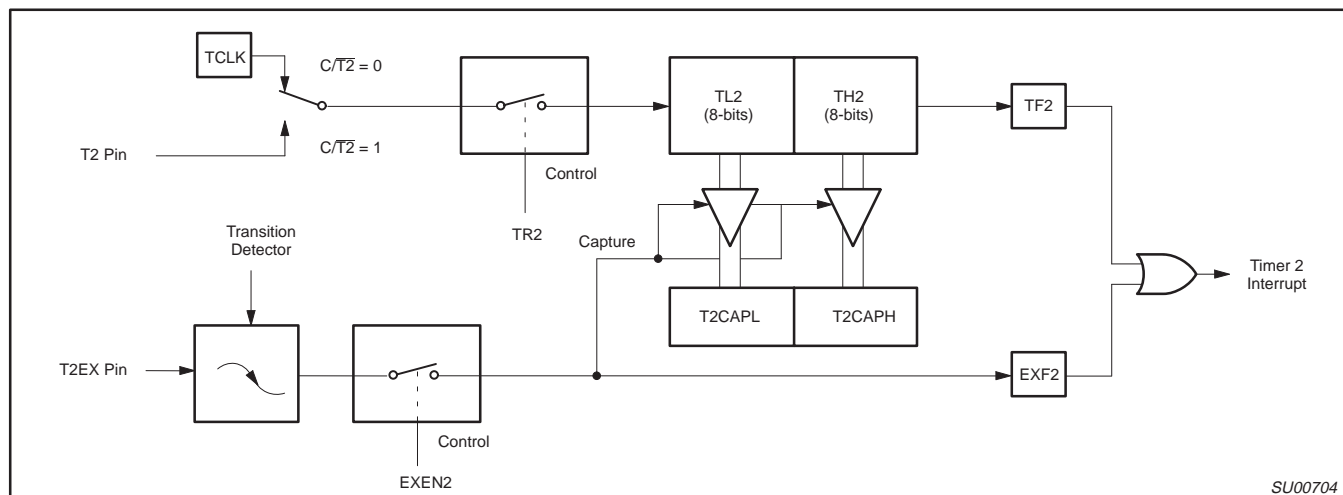 TCLK
C/T2 = 0
TL2
(8-bits)
TH2
(8-bits)
TF2
T2 Pin
C/T2 = 1
Control
TR2
Transition
Detector
Capture
Timer 2
Interrupt
T2CAPL
T2CAPH
T2EX Pin
EXF2
Control
EXEN2
SU00704